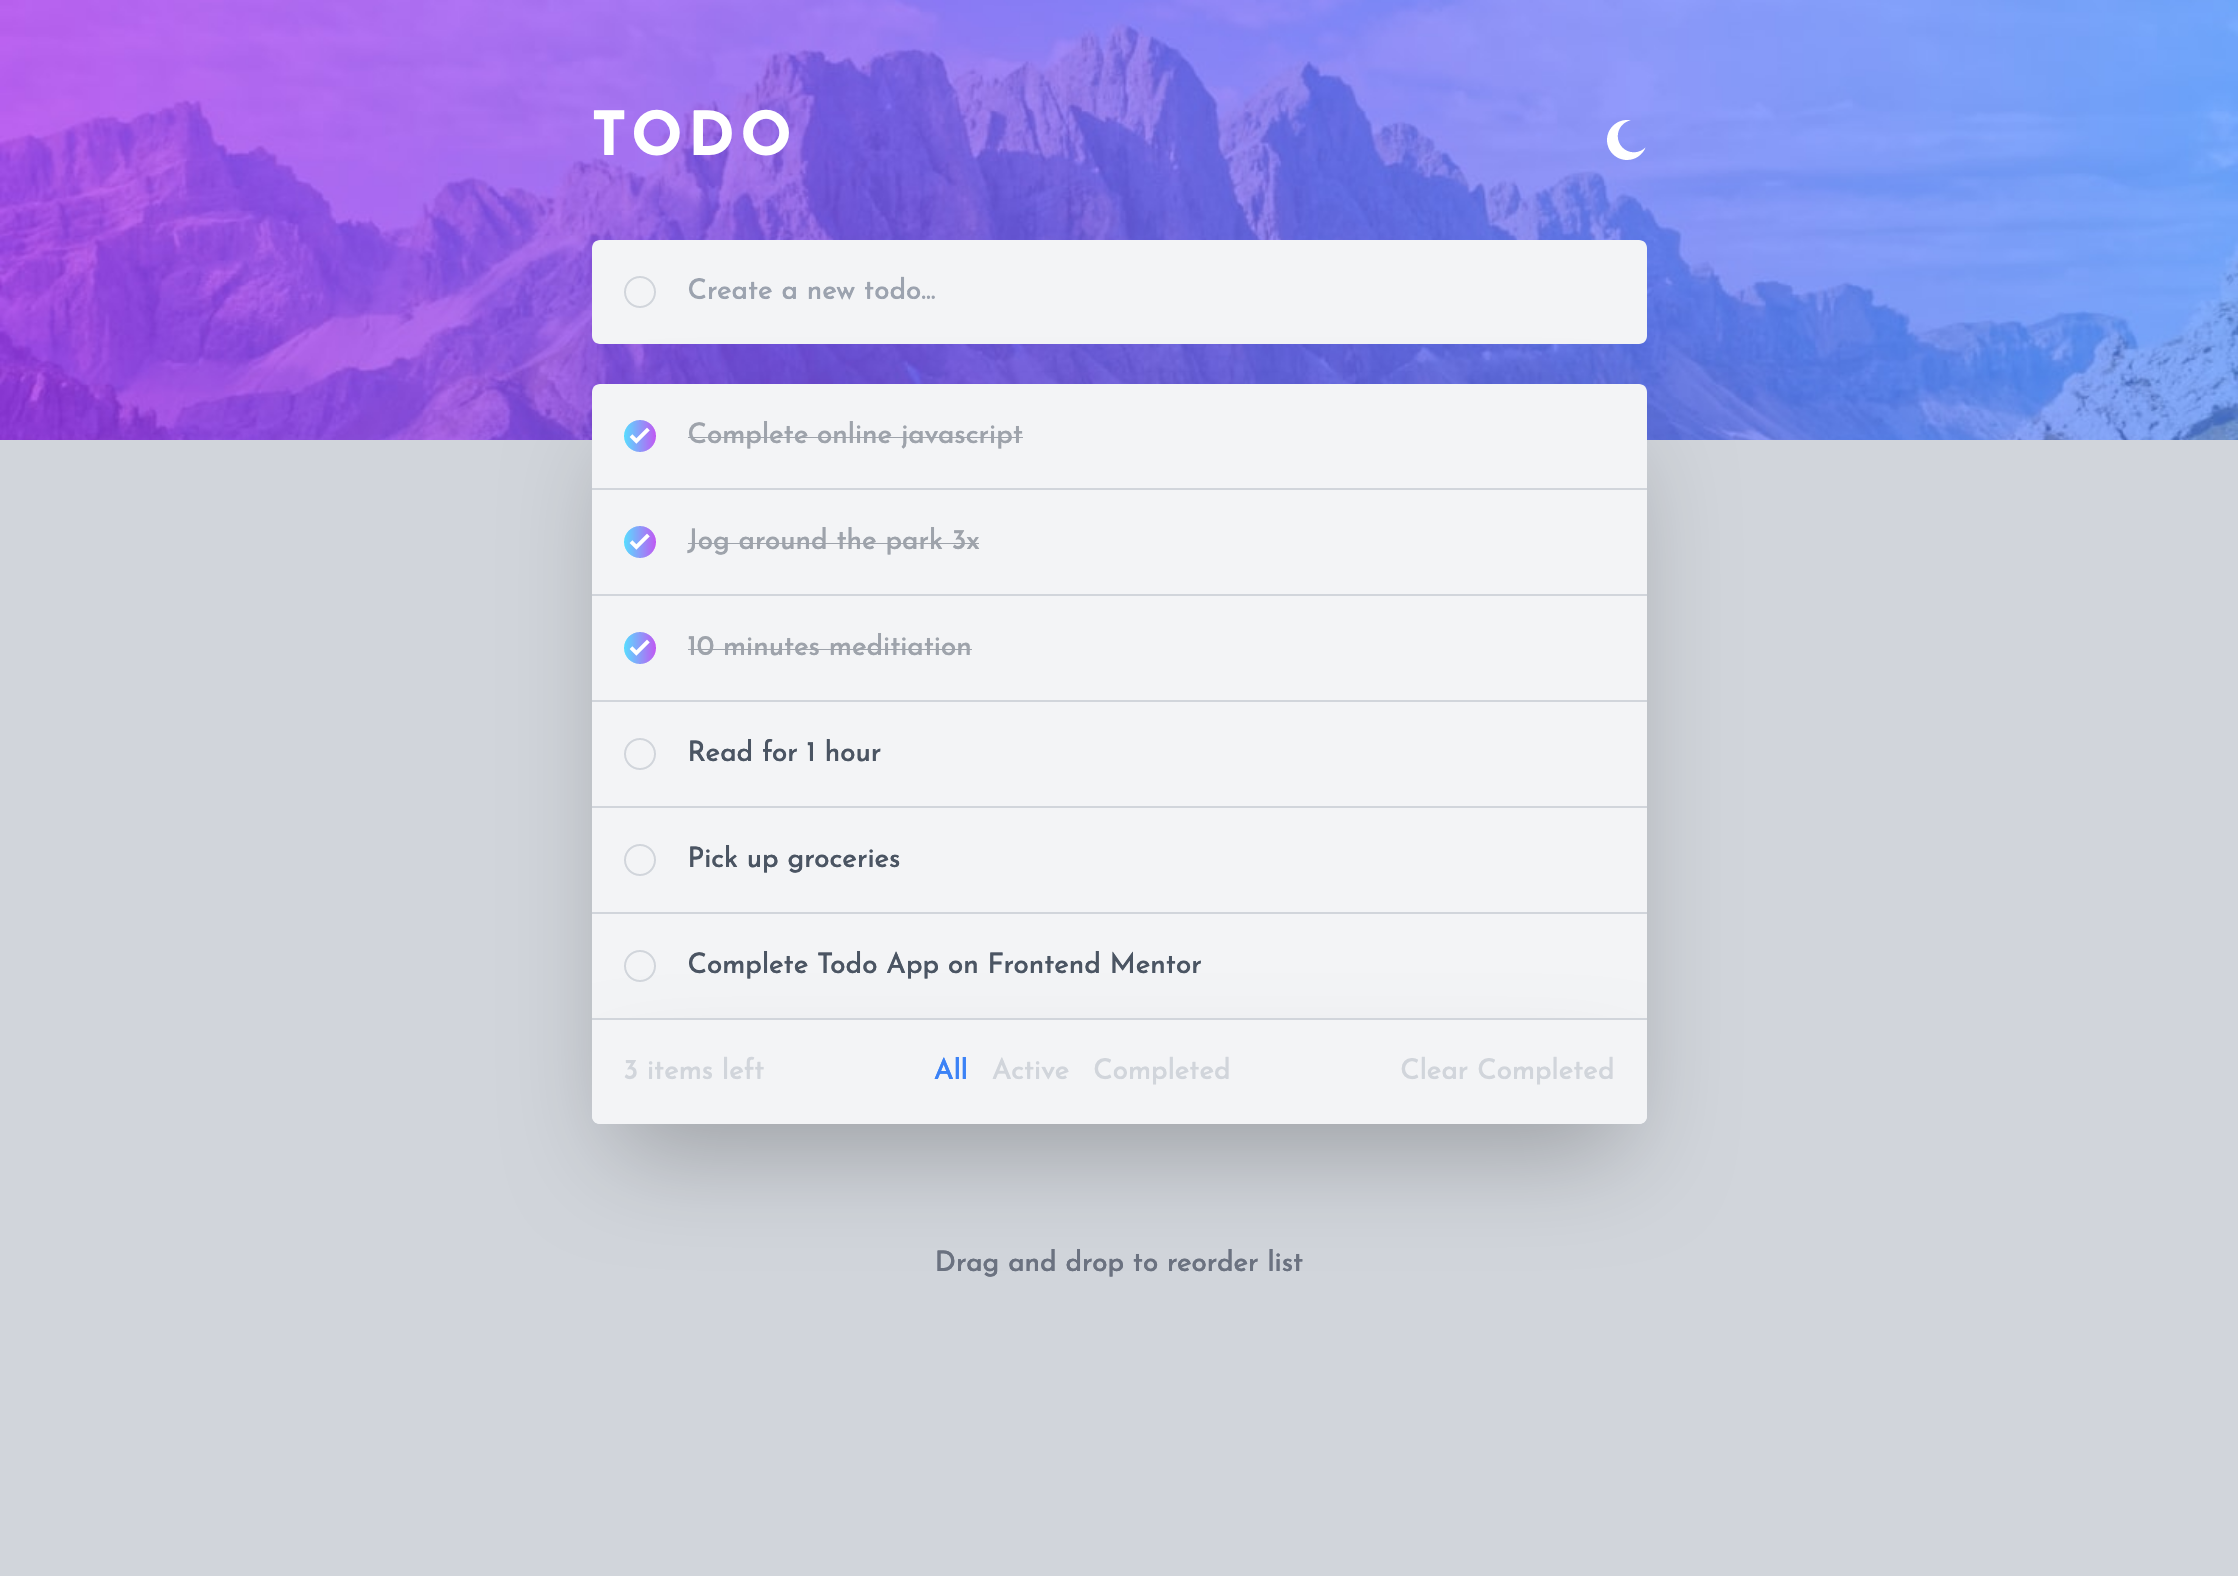 TODO
Create a new todo...
Complete online javascript
Jog around the park 3x
10 minutes meditiation
Read for 1 hour
Pick up groceries
Complete Todo App on Frontend Mentor
3 items left All Active Completed Clear Completed
Drag and drop to reorder list